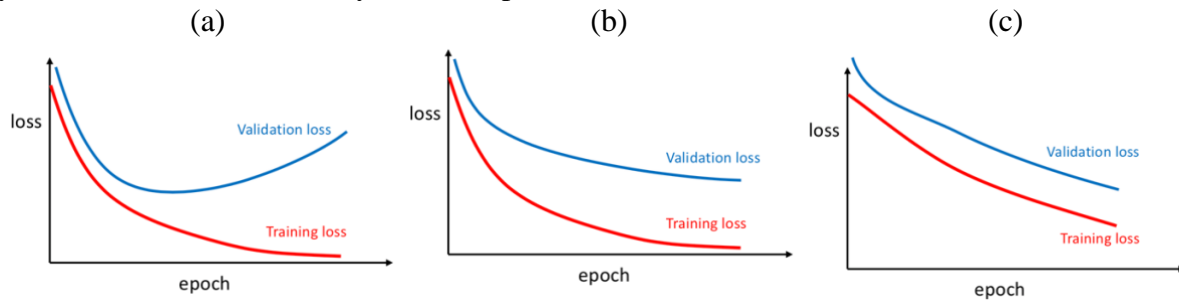 (a)
(b)
(c)
loss
Validation loss
Training loss
epoch
loss
Validation loss
Training loss
epoch
loss
Validation loss
Training loss
epoch